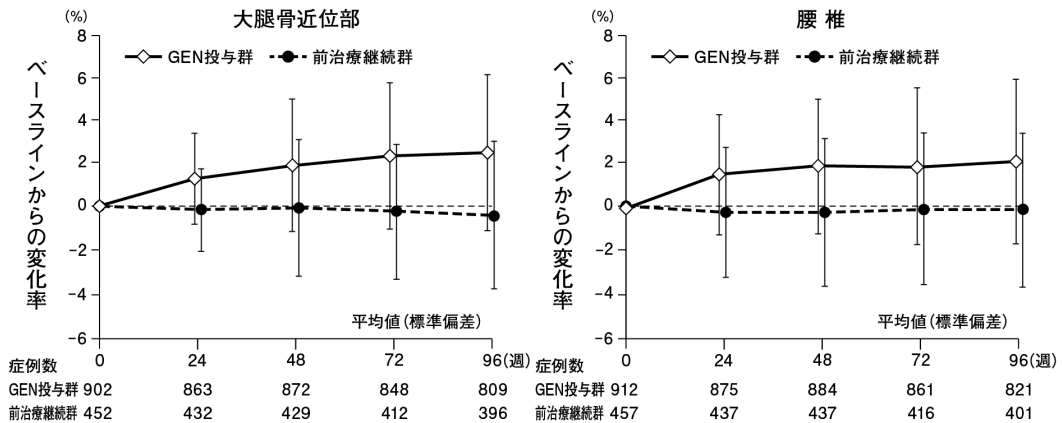 大腿骨近位部
(%)
GEN投与群 前治療継続群
ベースラインからの変化率
8
6
4
2
0
-2
-4
-6
平均値(標準偏差)
0 24 48 72 96(週)
症例数
GEN投与群 902 863 872 848 809
前治療継続群 452 432 429 412 396
腰 椎
(%)
GEN投与群 前治療継続群
ベースラインからの変化率
8
6
4
2
0
-2
-4
-6
平均値(標準偏差)
0 24 48 72 96(週)
症例数
GEN投与群 912 875 884 861 821
前治療継続群 457 437 437 416 401